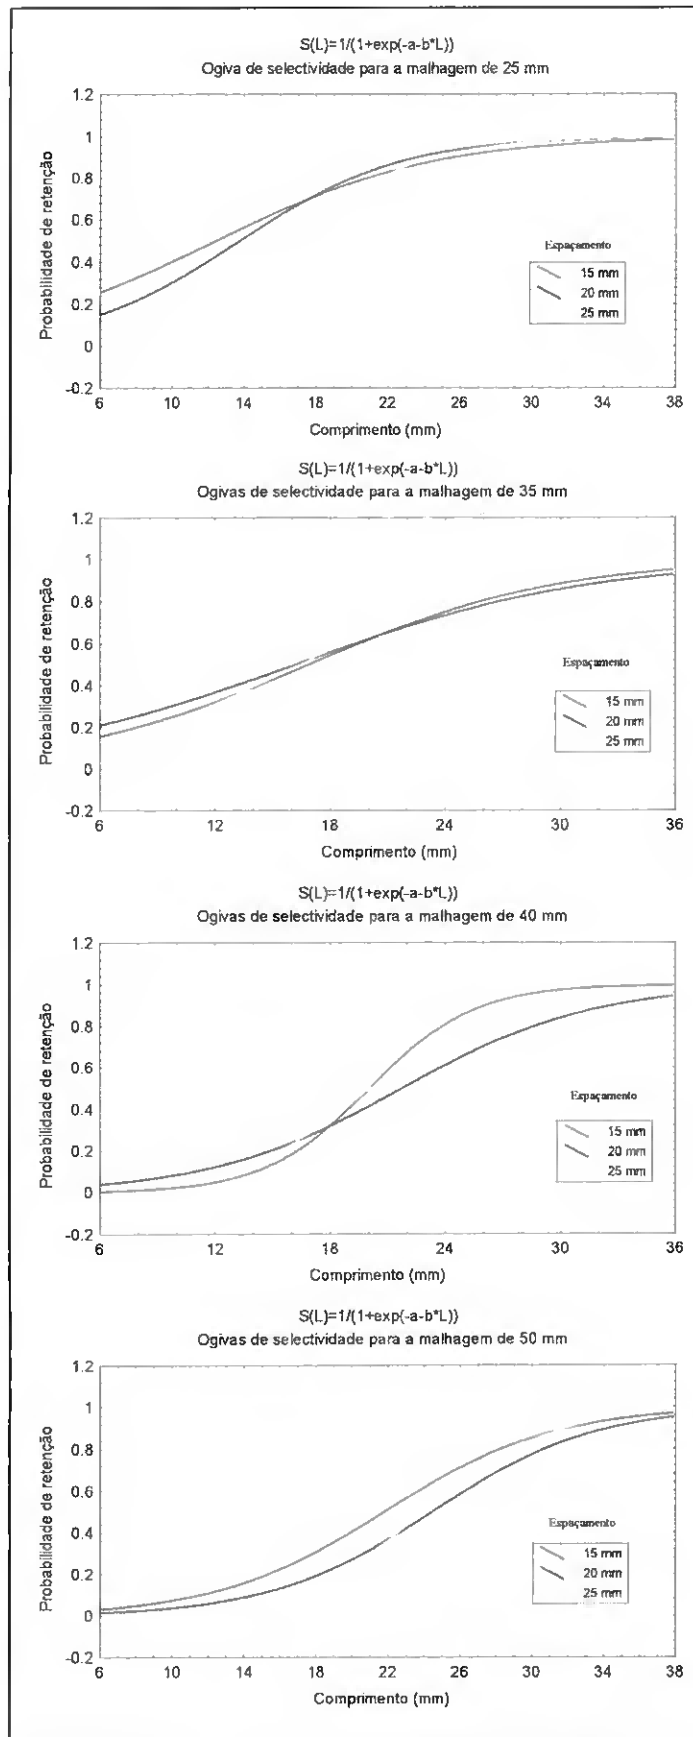 S(L)=1/(1+exp(-a-b*L))
Ogiva de selectividade para a malhagem de 25 mm
Probabilidade de retenção
1.2
1
0.8
0.6
0.4
0.2
0
-0.2
Espaçamento
15 mm
20 mm
25 mm
6 10 14 18 22 26 30 34 38
Comprimento (mm)
S(L)=1/(1+exp(-a-b*L))
Ogivas de selectividade para a malhagem de 35 mm
Probabilidade de retenção
1.2
1
0.8
0.6
0.4
0.2
0
-0.2
Espaçamento
15 mm
20 mm
25 mm
6 12 18 24 30 36
Comprimento (mm)
S(L)=1/(1+exp(-a-b*L))
Ogivas de selectividade para a malhagem de 40 mm
Probabilidade de retenção
1.2
1
0.8
0.6
0.4
0.2
0
-0.2
Espaçamento
15 mm
20 mm
25 mm
6 12 18 24 30 36
Comprimento (mm)
S(L)=1/(1+exp(-a-b*L))
Ogivas de selectividade para a malhagem de 50 mm
Probabilidade de retenção
1.2
1
0.8
0.6
0.4
0.2
0
-0.2
Espaçamento
15 mm
20 mm
25 mm
6 10 14 18 22 26 30 34 38
Comprimento (mm)